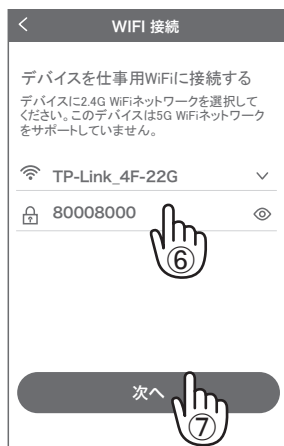 WIFI 接続
デバイスを仕事用WiFiに接続する
デバイスに2.4G WiFiネットワークを選択して
ください。このデバイスは5G WiFiネットワーク
をサポートしていません。
TP-Link_4F-22G
80008000
⑥
次へ
⑦